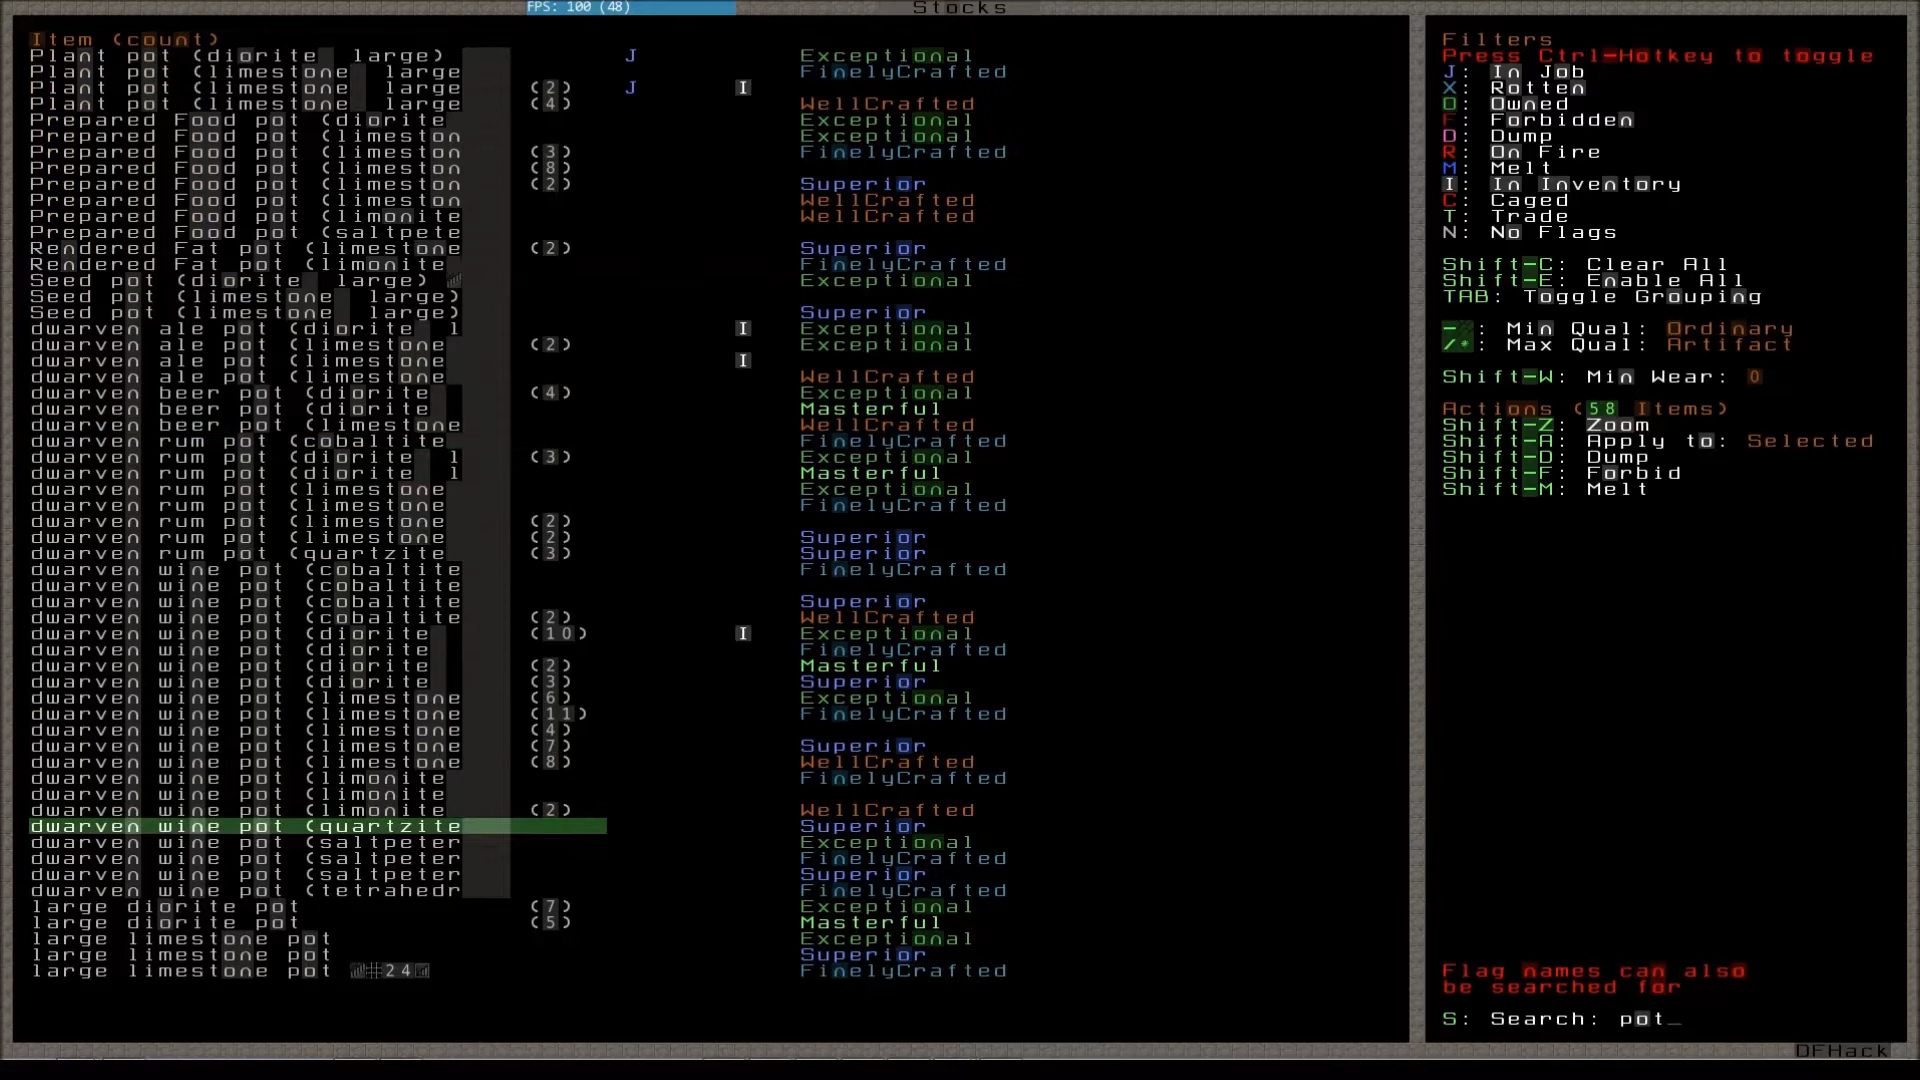 FPS: 100 (48)
Stocks
Item (count)
Plant pot (diorite large) J Exceptional
Plant pot (limestone large FinelyCrafted
Plant pot (limestone large (2) J I
Plant pot (limestone large (4) WellCrafted
Prepared Food pot (diorite Exceptional
Prepared Food pot (limeston Exceptional
Prepared Food pot (limeston (3) FinelyCrafted
Prepared Food pot (limeston (8)
Prepared Food pot (limeston (2) Superior
Prepared Food pot (limeston WellCrafted
Prepared Food pot (limonite WellCrafted
Prepared Food pot (saltpete
Rendered Fat pot (limestone (2) Superior
Rendered Fat pot (limonite FinelyCrafted
Seed pot (diorite large) Exceptional
Seed pot (limestone large)
Seed pot (limestone large) Superior
dwarven ale pot (diorite l I Exceptional
dwarven ale pot (limestone (2) Exceptional
dwarven ale pot (limestone I
dwarven ale pot (limestone WellCrafted
dwarven beer pot (diorite (4) Exceptional
dwarven beer pot (diorite Masterful
dwarven beer pot (limestone WellCrafted
dwarven rum pot (cobaltite FinelyCrafted
dwarven rum pot (diorite l (3) Exceptional
dwarven rum pot (diorite l Masterful
dwarven rum pot (limestone Exceptional
dwarven rum pot (limestone FinelyCrafted
dwarven rum pot (limestone (2)
dwarven rum pot (limestone (2) Superior
dwarven rum pot (quartzite (3) Superior
dwarven wine pot (cobaltite FinelyCrafted
dwarven wine pot (cobaltite
dwarven wine pot (cobaltite Superior
dwarven wine pot (cobaltite (2) WellCrafted
dwarven wine pot (diorite (10) I Exceptional
dwarven wine pot (diorite FinelyCrafted
dwarven wine pot (diorite (2) Masterful
dwarven wine pot (diorite (3) Superior
dwarven wine pot (limestone (6) Exceptional
dwarven wine pot (limestone (11) FinelyCrafted
dwarven wine pot (limestone (4)
dwarven wine pot (limestone (7) Superior
dwarven wine pot (limestone (8) WellCrafted
dwarven wine pot (limonite FinelyCrafted
dwarven wine pot (limonite
dwarven wine pot (limonite (2) WellCrafted
dwarven wine pot (quartzite Superior
dwarven wine pot (saltpeter Exceptional
dwarven wine pot (saltpeter FinelyCrafted
dwarven wine pot (saltpeter Superior
dwarven wine pot (tetrahedr FinelyCrafted
large diorite pot (7) Exceptional
large diorite pot (5) Masterful
large limestone pot Exceptional
large limestone pot Superior
large limestone pot #24 FinelyCrafted
Filters
Press Ctrl-Hotkey to toggle
J: In Job
X: Rotten
O: Owned
F: Forbidden
D: Dump
R: On Fire
M: Melt
I: In Inventory
C: Caged
T: Trade
N: No Flags
Shift-C: Clear All
Shift-E: Enable All
TAB: Toggle Grouping
-: Min Qual: Ordinary
/*: Max Qual: Artifact
Shift-W: Min Wear: 0
Actions (58 Items)
Shift-Z: Zoom
Shift-A: Apply to: Selected
Shift-D: Dump
Shift-F: Forbid
Shift-M: Melt
Flag names can also
be searched for
S: Search: pot_
DFHack